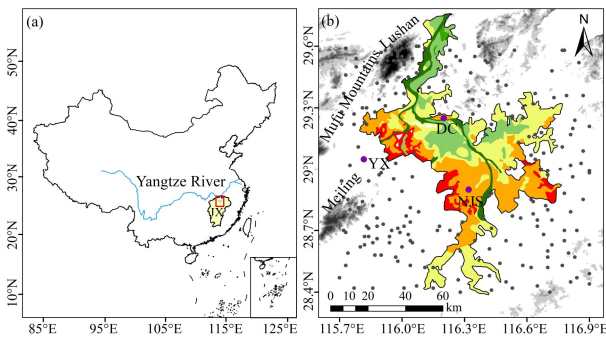 (a)
50°N
40°N
30°N
20°N
10°N
Yangtze River
JX
85°E 95°E 105°E 115°E 125°E
(b)
N
29.6°N
29.3°N
29°N
28.7°N
28.4°N
Mufu Mountains Lushan
DC
YX
Meiling
NJS
0 10 20 40 60
km
115.7°E 116.0°E 116.3°E 116.6°E 116.9°E